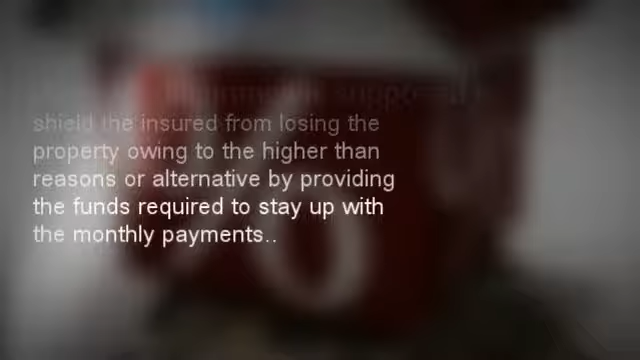 shield the insured from losing the
property owing to the higher than
reasons or alternative by providing
the funds required to stay up with
the monthly payments..